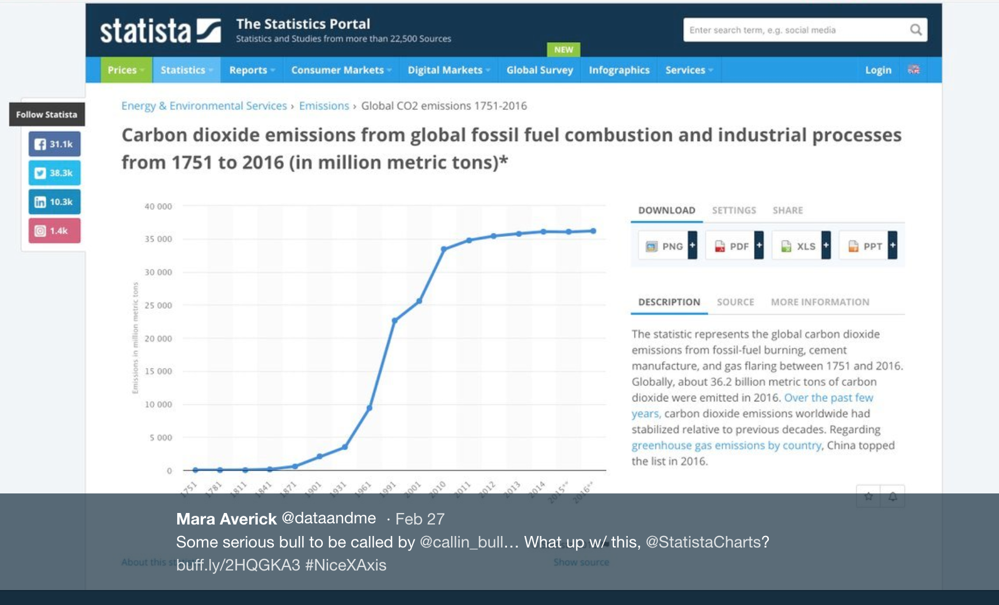 statista
The Statistics Portal
Statistics and Studies from more than 22,500 Sources
Enter search term, e.g. social media
NEW
Prices Statistics Reports Consumer Markets Digital Markets Global Survey Infographics Services Login
Follow Statista
31.1k
38.3k
in 10.3k
1.4k
Energy & Environmental Services › Emissions › Global CO2 emissions 1751-2016
Carbon dioxide emissions from global fossil fuel combustion and industrial processes
from 1751 to 2016 (in million metric tons)*
Emissions in million metric tons
40 000
35 000
30 000
25 000
20 000
15 000
10 000
5 000
0
1751 1781 1811 1841 1871 1901 1931 1961 1991 2001 2010 2011 2012 2013 2014 2015** 2016**
DOWNLOAD SETTINGS SHARE
PNG + PDF + XLS + PPT +
DESCRIPTION SOURCE MORE INFORMATION
The statistic represents the global carbon dioxide
emissions from fossil-fuel burning, cement
manufacture, and gas flaring between 1751 and 2016.
Globally, about 36.2 billion metric tons of carbon
dioxide were emitted in 2016. Over the past few
years, carbon dioxide emissions worldwide had
stabilized relative to previous decades. Regarding
greenhouse gas emissions by country, China topped
the list in 2016.
Mara Averick @dataandme · Feb 27
Some serious bull to be called by @callin_bull… What up w/ this, @StatistaCharts?
buff.ly/2HQGKA3 #NiceXAxis
About this
Show source